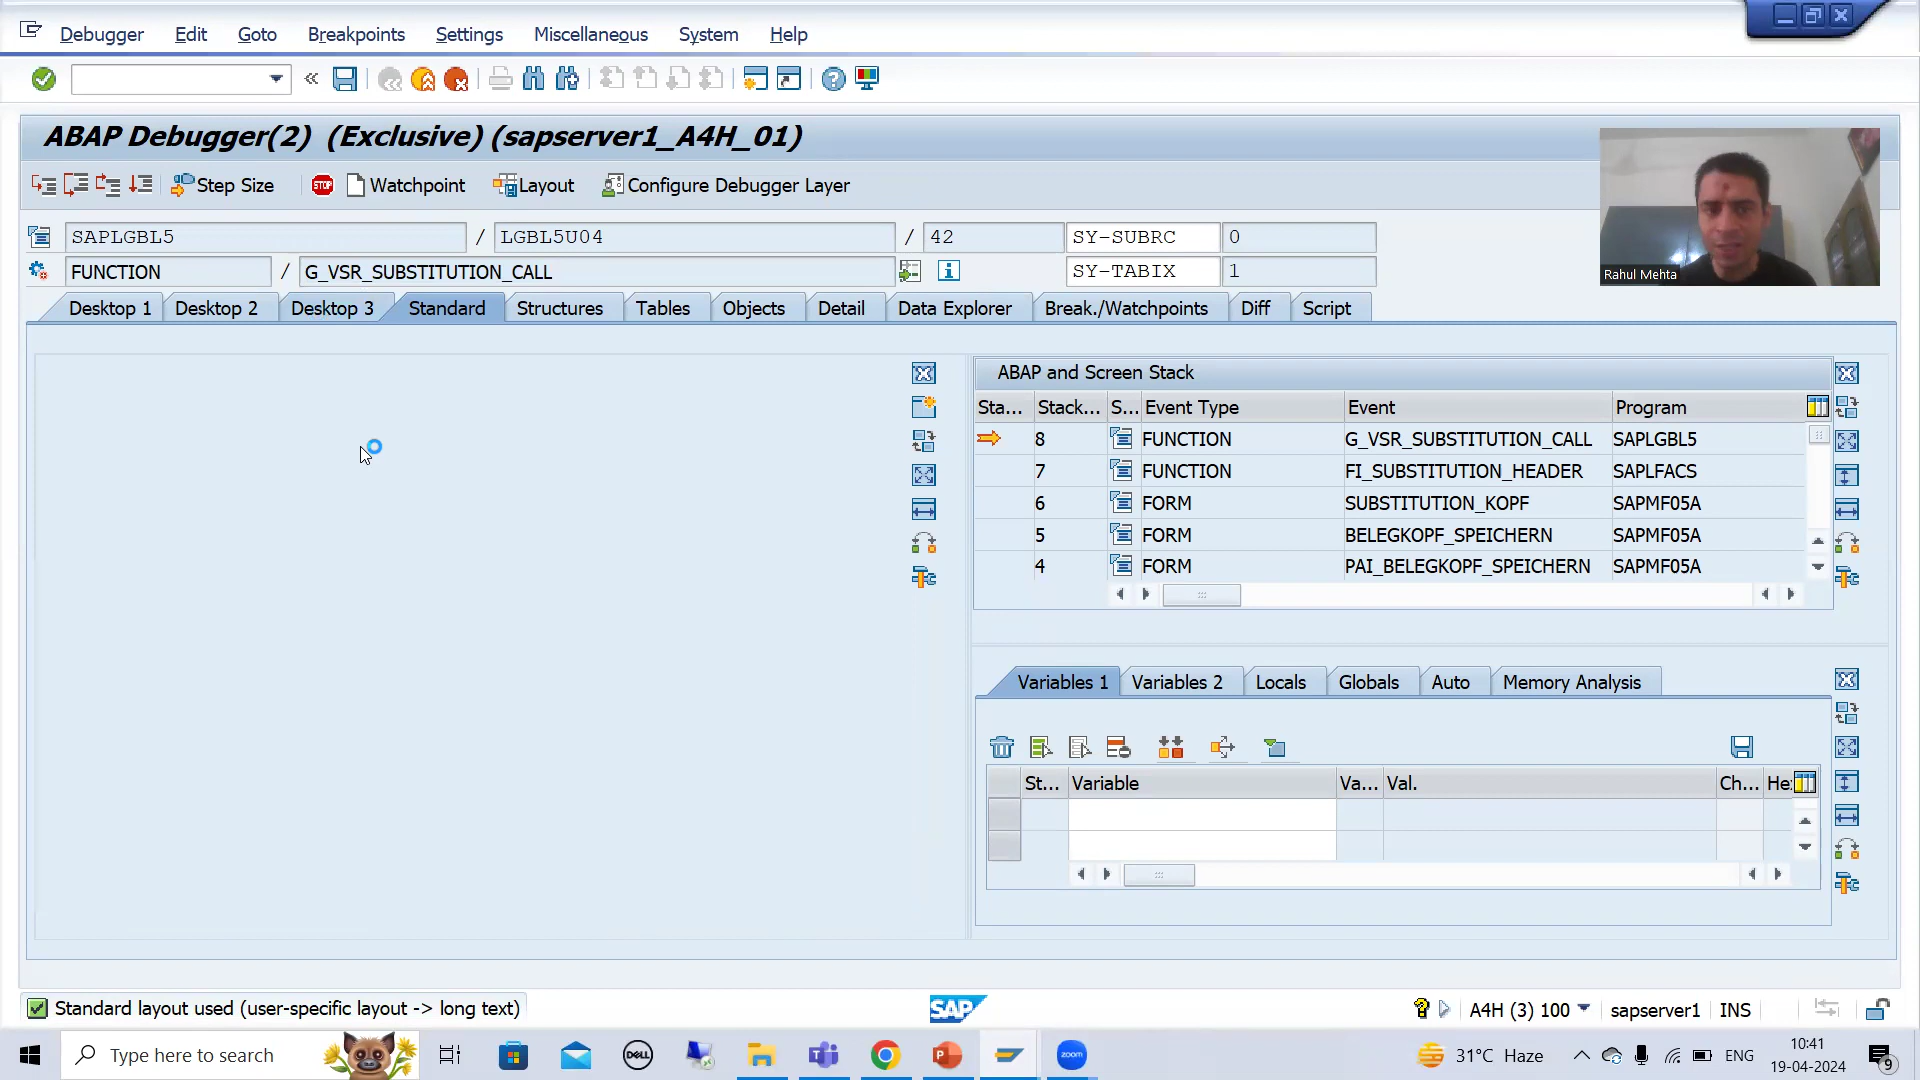 Debugger Edit Goto Breakpoints Settings Miscellaneous System Help
ABAP Debugger(2) (Exclusive) (sapserver1_A4H_01)
Step Size STOP Watchpoint Layout Configure Debugger Layer
SAPLGBL5 / LGBL5U04 / 42 SY-SUBRC 0
FUNCTION / G_VSR_SUBSTITUTION_CALL SY-TABIX 1
Rahul Mehta
Desktop 1 Desktop 2 Desktop 3 Standard Structures Tables Objects Detail Data Explorer Break./Watchpoints Diff Script
ABAP and Screen Stack
Sta... Stack... S... Event Type Event Program
8 FUNCTION G_VSR_SUBSTITUTION_CALL SAPLGBL5
7 FUNCTION FI_SUBSTITUTION_HEADER SAPLFACS
6 FORM SUBSTITUTION_KOPF SAPMF05A
5 FORM BELEGKOPF_SPEICHERN SAPMF05A
4 FORM PAI_BELEGKOPF_SPEICHERN SAPMF05A
Variables 1 Variables 2 Locals Globals Auto Memory Analysis
St... Variable Va... Val. Ch... He
Standard layout used (user-specific layout -> long text)
SAP
A4H (3) 100 sapserver1 INS
Type here to search
DELL
zoom
31°C Haze
ENG
10:41
19-04-2024
9